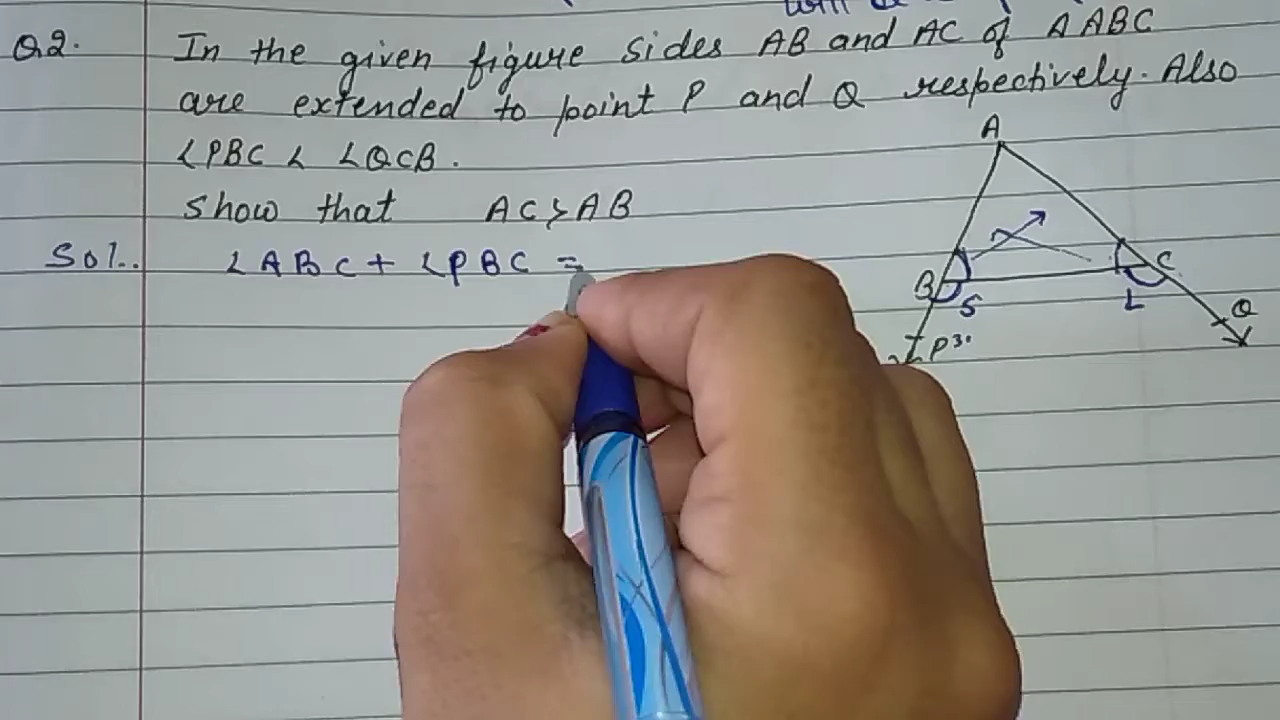 Q2. In the given figure sides AB and AC of ΔABC
are extended to point P and Q respectively. Also
∠PBC < ∠QCB.
Show that AC > AB
Sol.. ∠ABC + ∠PBC =
A
B
C
S
L
Q
P